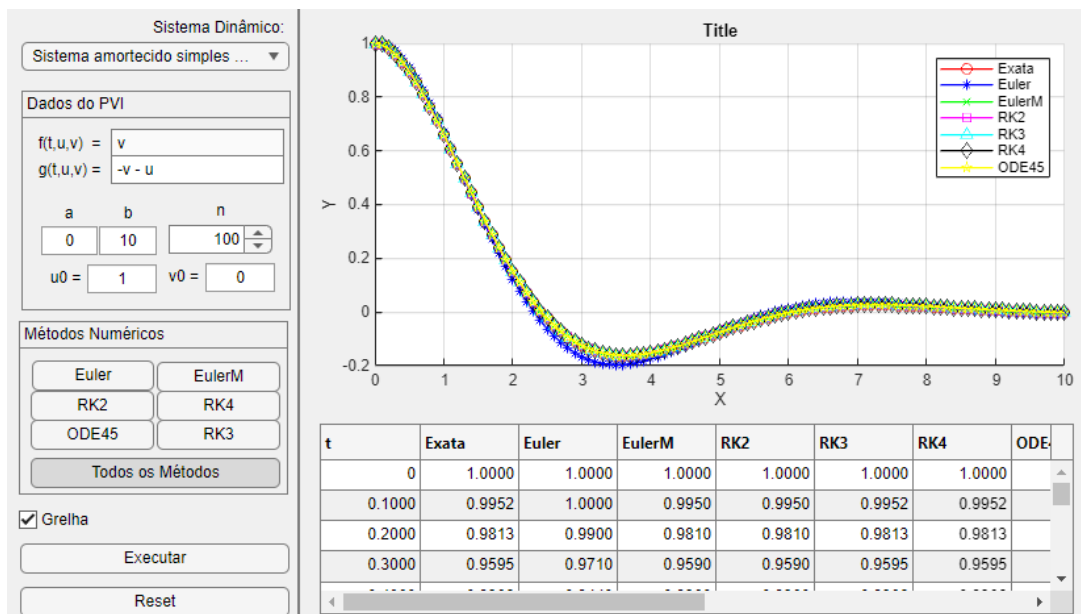 Sistema Dinâmico:
Sistema amortecido simples ...
Dados do PVI
f(t,u,v) = v
g(t,u,v) = -v - u
a b n
0 10 100
u0 = 1 v0 = 0
Métodos Numéricos
Euler EulerM
RK2 RK4
ODE45 RK3
Todos os Métodos
Grelha
Executar
Reset
Title
1
0.8
0.6
0.4
0.2
0
-0.2
Y
0 1 2 3 4 5 6 7 8 9 10
X
Exata
Euler
EulerM
RK2
RK3
RK4
ODE45
t Exata Euler EulerM RK2 RK3 RK4 ODE4
0 1.0000 1.0000 1.0000 1.0000 1.0000 1.0000
0.1000 0.9952 1.0000 0.9950 0.9950 0.9952 0.9952
0.2000 0.9813 0.9900 0.9810 0.9810 0.9813 0.9813
0.3000 0.9595 0.9710 0.9590 0.9590 0.9595 0.9595